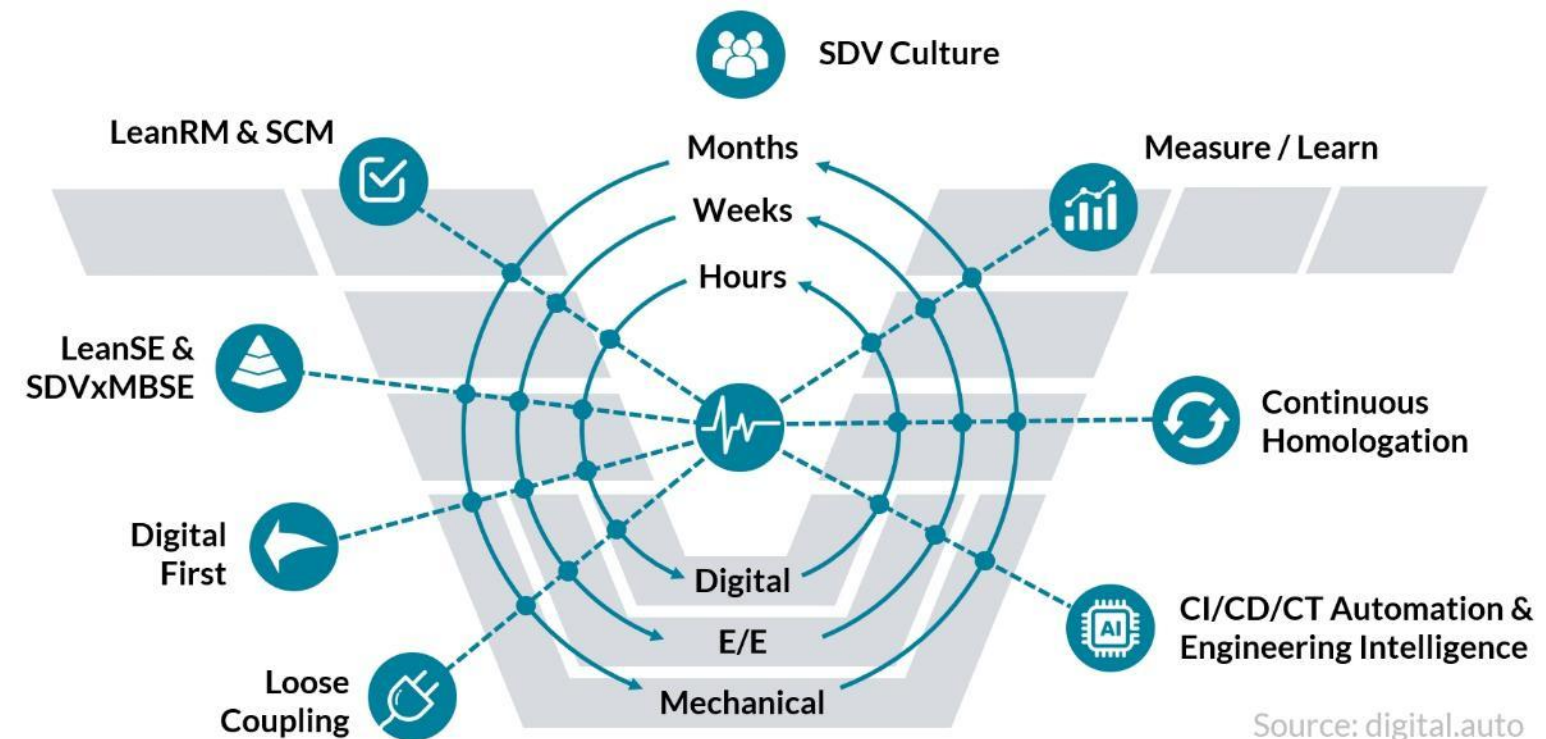 SDV Culture
LeanRM & SCM
Months
Measure / Learn
Weeks
Hours
LeanSE &
SDVxMBSE
Continuous
Homologation
Digital
First
Digital
CI/CD/CT Automation &
Engineering Intelligence
AI
E/E
Loose
Coupling
Mechanical
Source: digital.auto